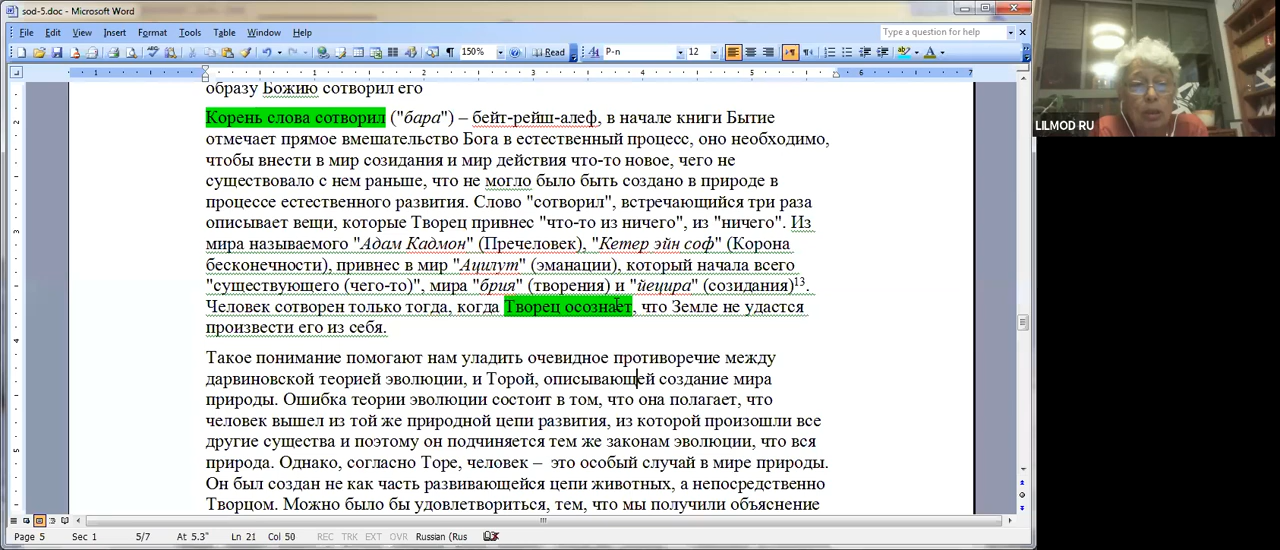 sod-5.doc - Microsoft Word
File Edit View Insert Format Tools Table Window Help
Type a question for help
150% Read P-n 12
1 1 2 3 4 5 6 7
образу Божию сотворил его
Корень слова сотворил ("бара") – бейт-рейш-алеф, в начале книги Бытие
отмечает прямое вмешательство Бога в естественный процесс, оно необходимо,
чтобы внести в мир созидания и мир действия что-то новое, чего не
существовало с нем раньше, что не могло было быть создано в природе в
процессе естественного развития. Слово "сотворил", встречающийся три раза
описывает вещи, которые Творец привнес "что-то из ничего", из "ничего". Из
мира называемого "Адам Кадмон" (Пречеловек), "Кетер эйн соф" (Корона
бесконечности), привнес в мир "Ацилут" (эманации), который начала всего
"существующего (чего-то)", мира "брия" (творения) и "йецира" (созидания)13.
Человек сотворен только тогда, когда Творец осознает, что Земле не удастся
произвести его из себя.
Такое понимание помогают нам уладить очевидное противоречие между
дарвиновской теорией эволюции, и Торой, описывающей создание мира
природы. Ошибка теории эволюции состоит в том, что она полагает, что
человек вышел из той же природной цепи развития, из которой произошли все
другие существа и поэтому он подчиняется тем же законам эволюции, что вся
природа. Однако, согласно Торе, человек – это особый случай в мире природы.
Он был создан не как часть развивающейся цепи животных, а непосредственно
Творцом. Можно было бы удовлетвориться, тем, что мы получили объяснение
Page 5 Sec 1 5/7 At 5.3" Ln 21 Col 50 REC TRK EXT OVR Russian (Rus
LILMOD RU